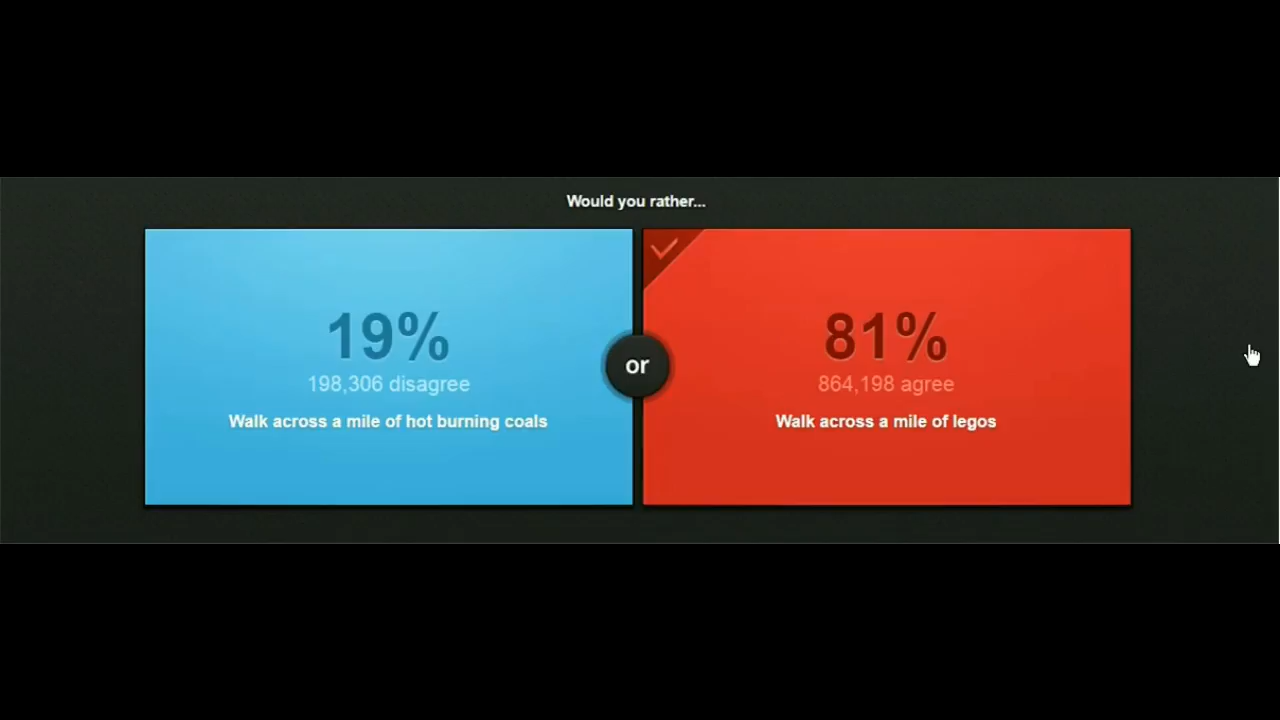 Would you rather...
19%
198,306 disagree
Walk across a mile of hot burning coals
or
81%
864,198 agree
Walk across a mile of legos